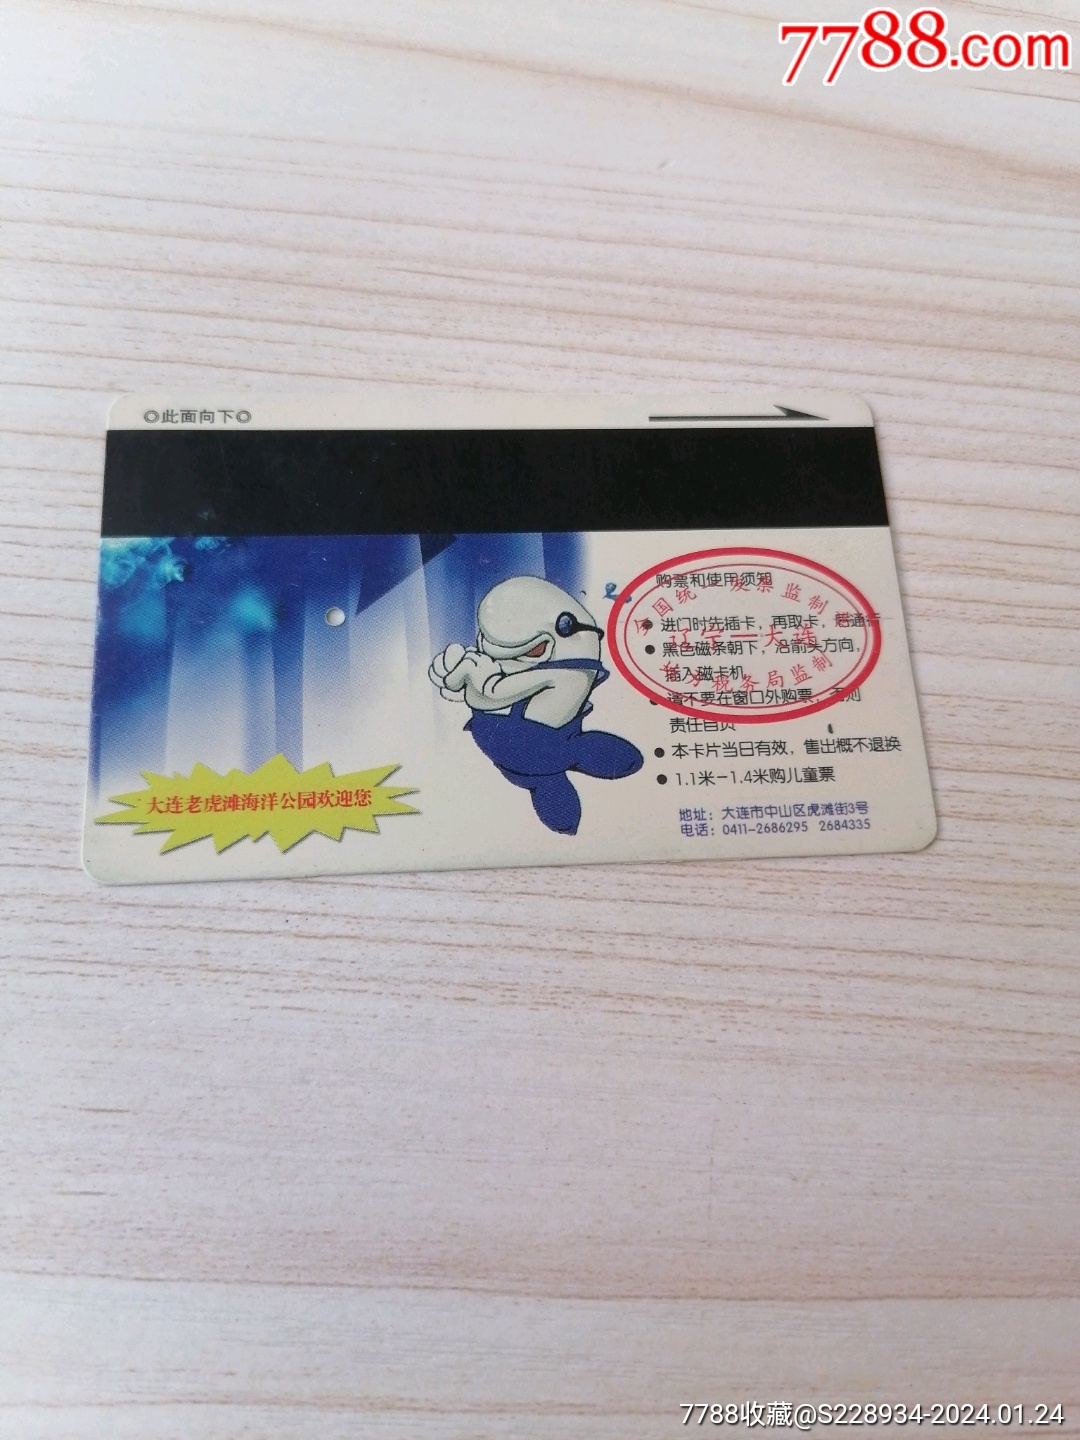 7788.com
◎此面向下◎
购票和使用须知
● 进门时先插卡，再取卡，后通行
● 黑色磁条朝下，沿箭头方向，
插入磁卡机
● 请不要在窗口外购票，否则
责任自负
● 本卡片当日有效，售出概不退换
● 1.1米-1.4米购儿童票
地址：大连市中山区虎滩街3号
电话：0411-2686295 2684335
全国统一发票监制章
辽宁—大连
地方税务局监制
大连老虎滩海洋公园欢迎您
7788收藏@S228934-2024.01.24